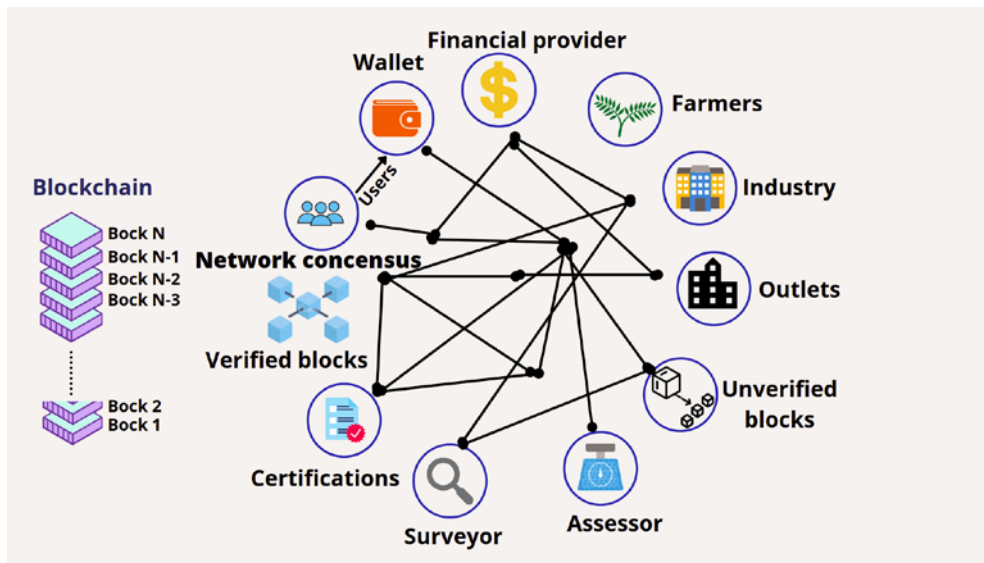 Financial provider
Wallet
Farmers
Users
Blockchain
Industry
Bock N
Bock N-1
Bock N-2
Bock N-3
Network concensus
Outlets
Verified blocks
Unverified
blocks
Bock 2
Bock 1
Certifications
Surveyor
Assessor